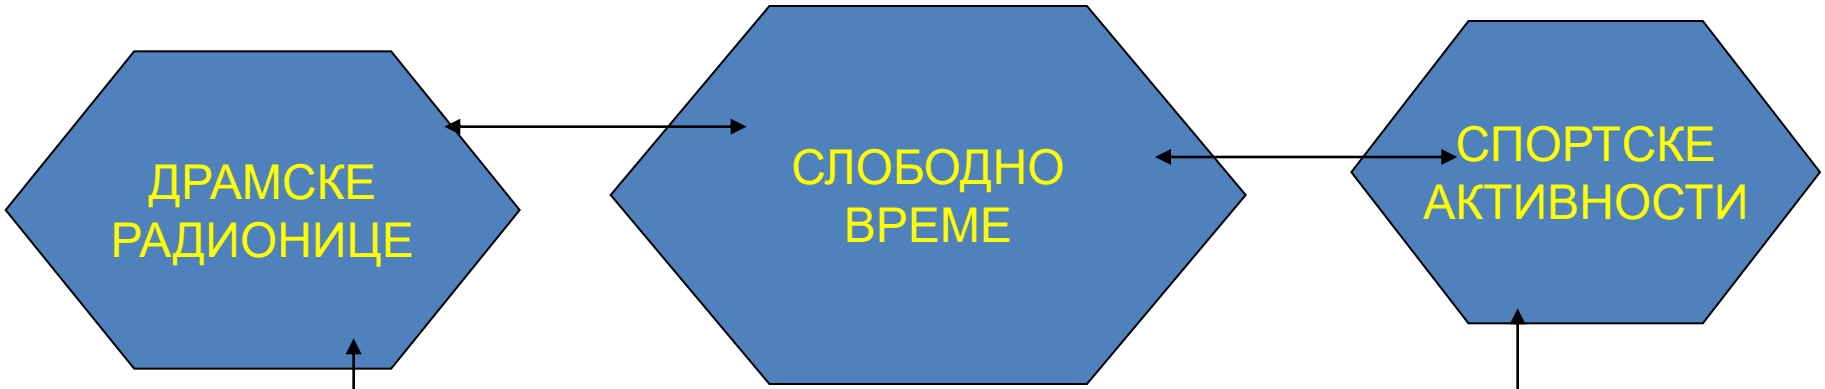 ДРАМСКЕ
РАДИОНИЦЕ
СЛОБОДНО
ВРЕМЕ
СПОРТСКЕ
АКТИВНОСТИ